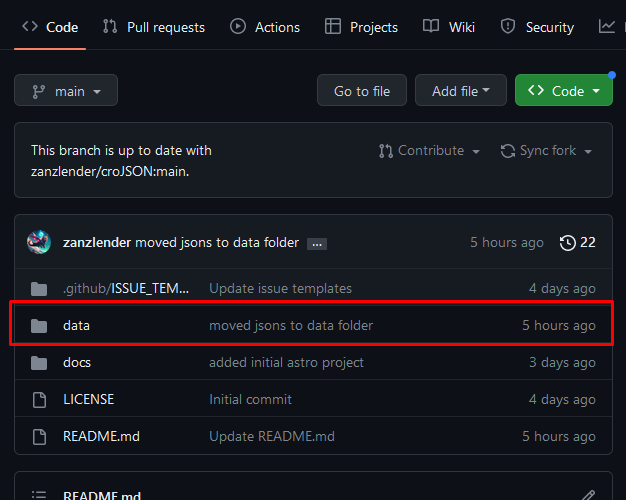 Code Pull requests Actions Projects Wiki Security
main Go to file Add file Code
This branch is up to date with Contribute Sync fork
zanzlender/croJSON:main.
zanzlender moved jsons to data folder ... 5 hours ago 22
.github/ISSUE_TEM... Update issue templates 4 days ago
data moved jsons to data folder 5 hours ago
docs added initial astro project 3 days ago
LICENSE Initial commit 4 days ago
README.md Update README.md 5 hours ago
README.md